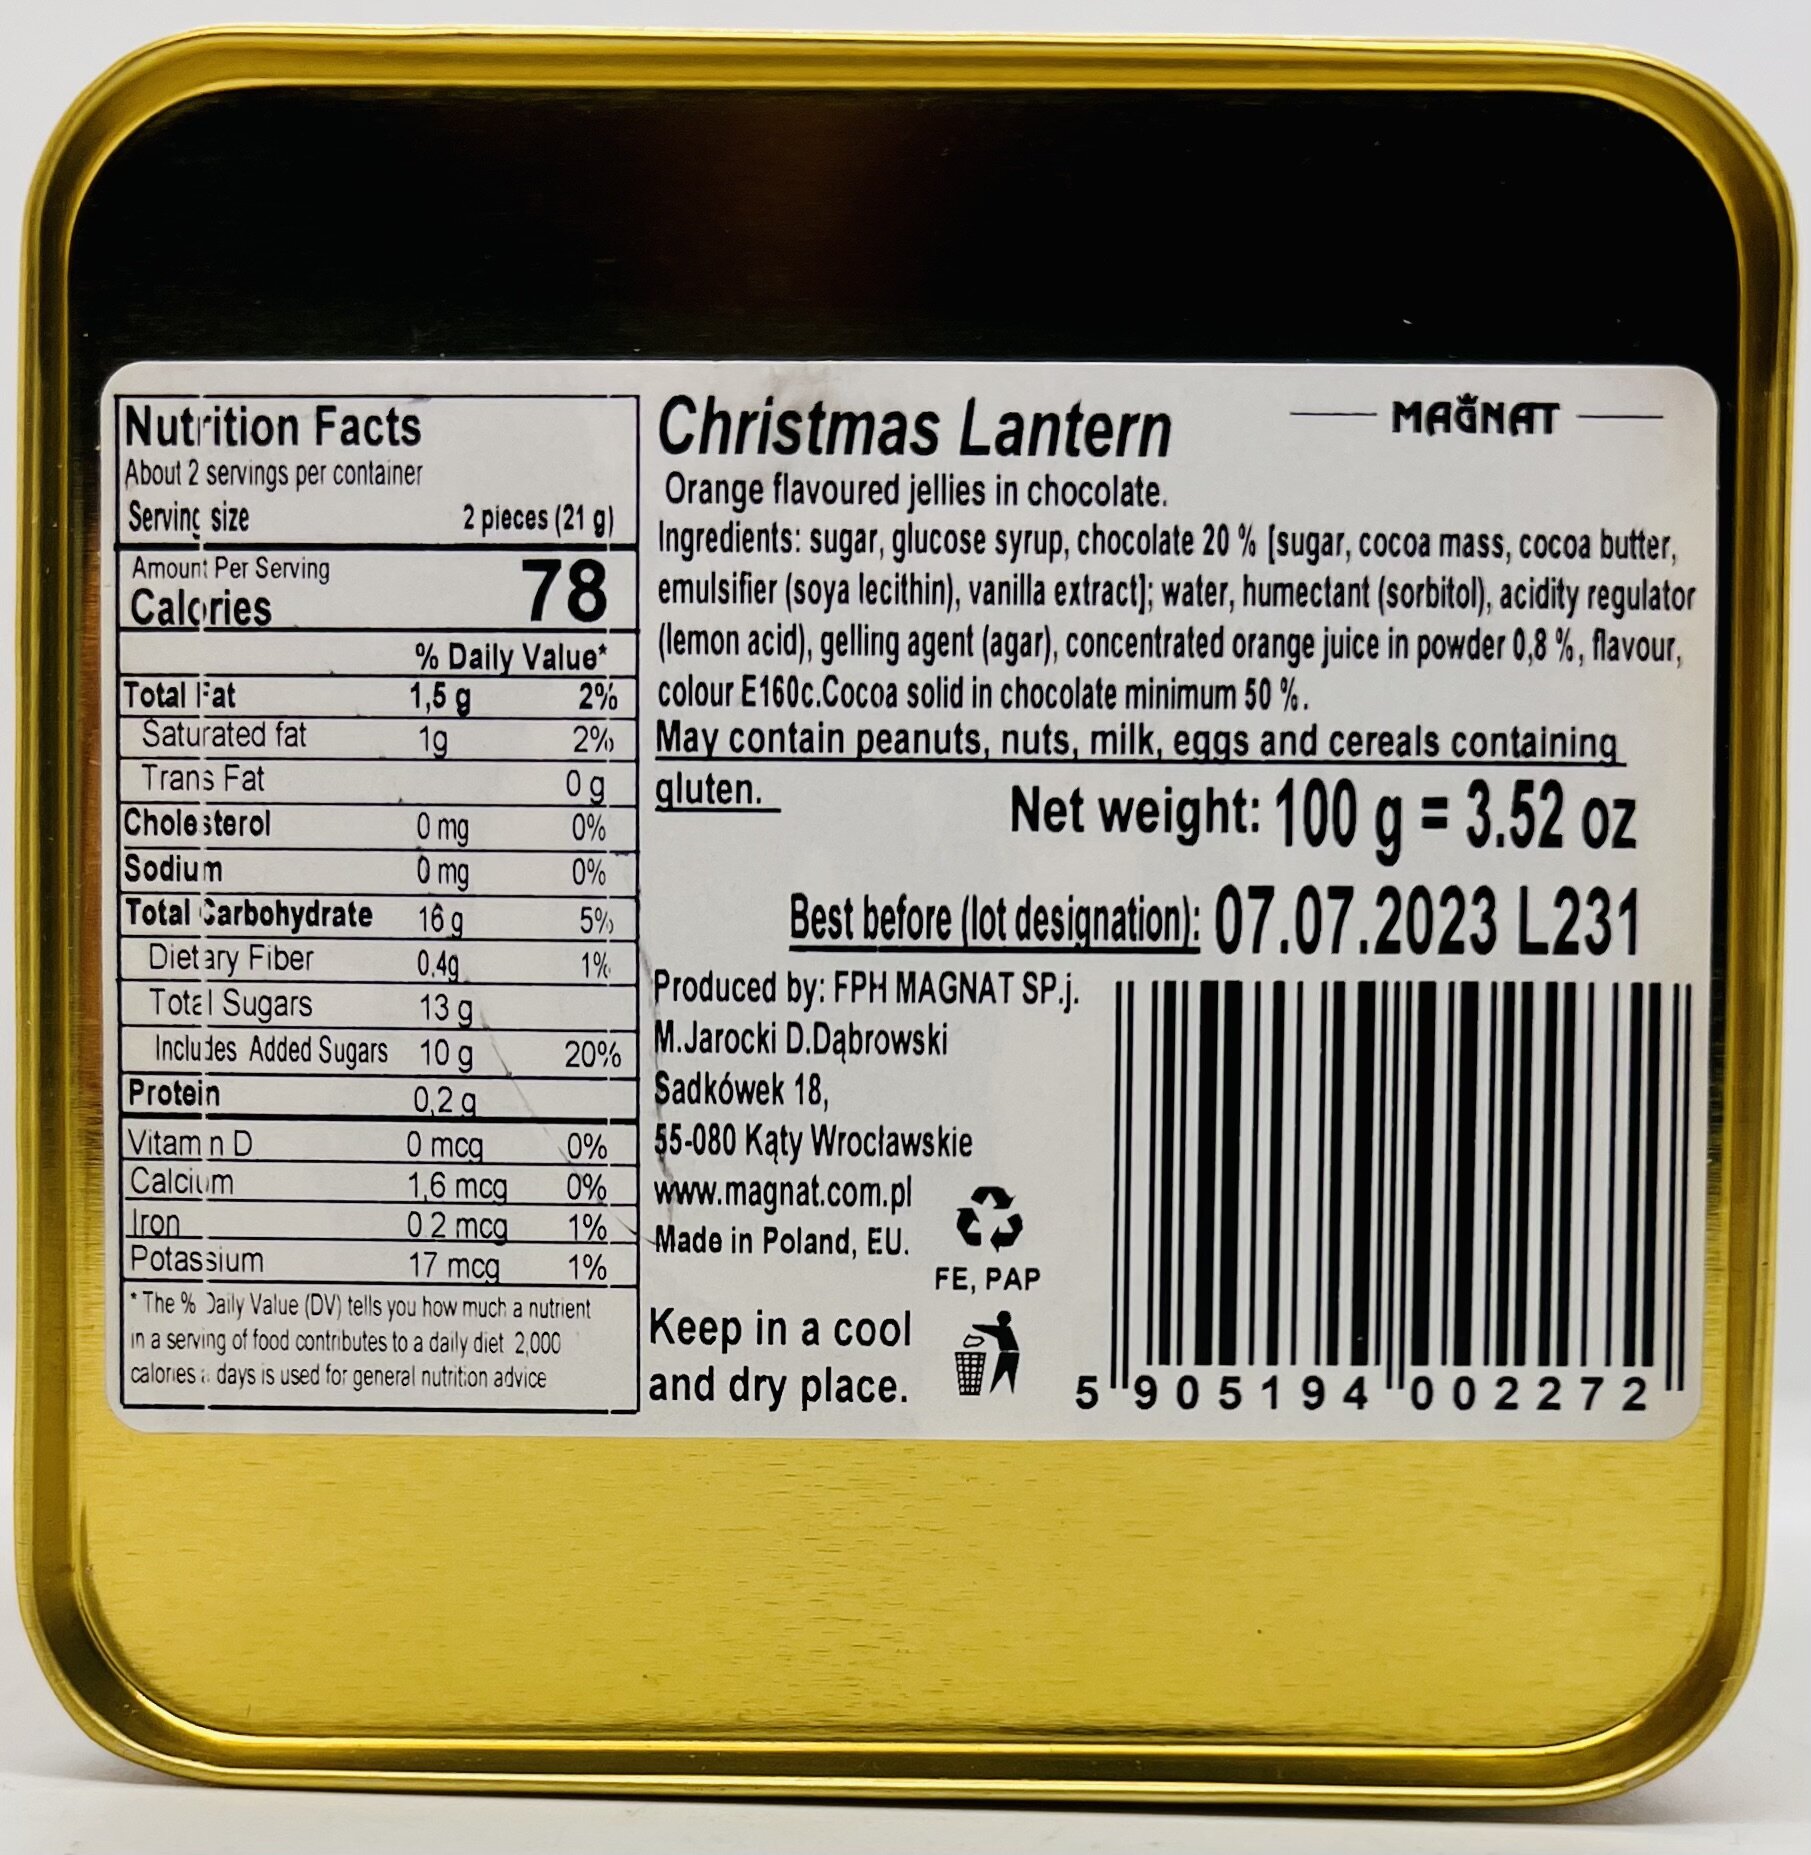 Nutrition Facts
About 2 servings per container
Serving size 2 pieces (21 g)
Amount Per Serving
Calories 78
% Daily Value*
Total Fat 1,5 g 2%
Saturated fat 1g 2%
Trans Fat 0 g
Cholesterol 0 mg 0%
Sodium 0 mg 0%
Total Carbohydrate 16 g 5%
Dietary Fiber 0,4g 1%
Total Sugars 13 g
Includes Added Sugars 10 g 20%
Protein 0,2 g
Vitamin D 0 mcg 0%
Calcium 1,6 mcg 0%
Iron 0 2 mcg 1%
Potassium 17 mcg 1%
* The % Daily Value (DV) tells you how much a nutrient
in a serving of food contributes to a daily diet 2,000
calories a days is used for general nutrition advice
Christmas Lantern
MAGNAT
Orange flavoured jellies in chocolate.
Ingredients: sugar, glucose syrup, chocolate 20 % [sugar, cocoa mass, cocoa butter,
emulsifier (soya lecithin), vanilla extract]; water, humectant (sorbitol), acidity regulator
(lemon acid), gelling agent (agar), concentrated orange juice in powder 0,8 %, flavour,
colour E160c.Cocoa solid in chocolate minimum 50 %.
May contain peanuts, nuts, milk, eggs and cereals containing
gluten.
Net weight: 100 g = 3.52 oz
Best before (lot designation): 07.07.2023 L231
Produced by: FPH MAGNAT SP.j.
M.Jarocki D.Dąbrowski
Sadkówek 18,
55-080 Kąty Wrocławskie
www.magnat.com.pl
Made in Poland, EU.
FE, PAP
Keep in a cool
and dry place.
5 905194 002272